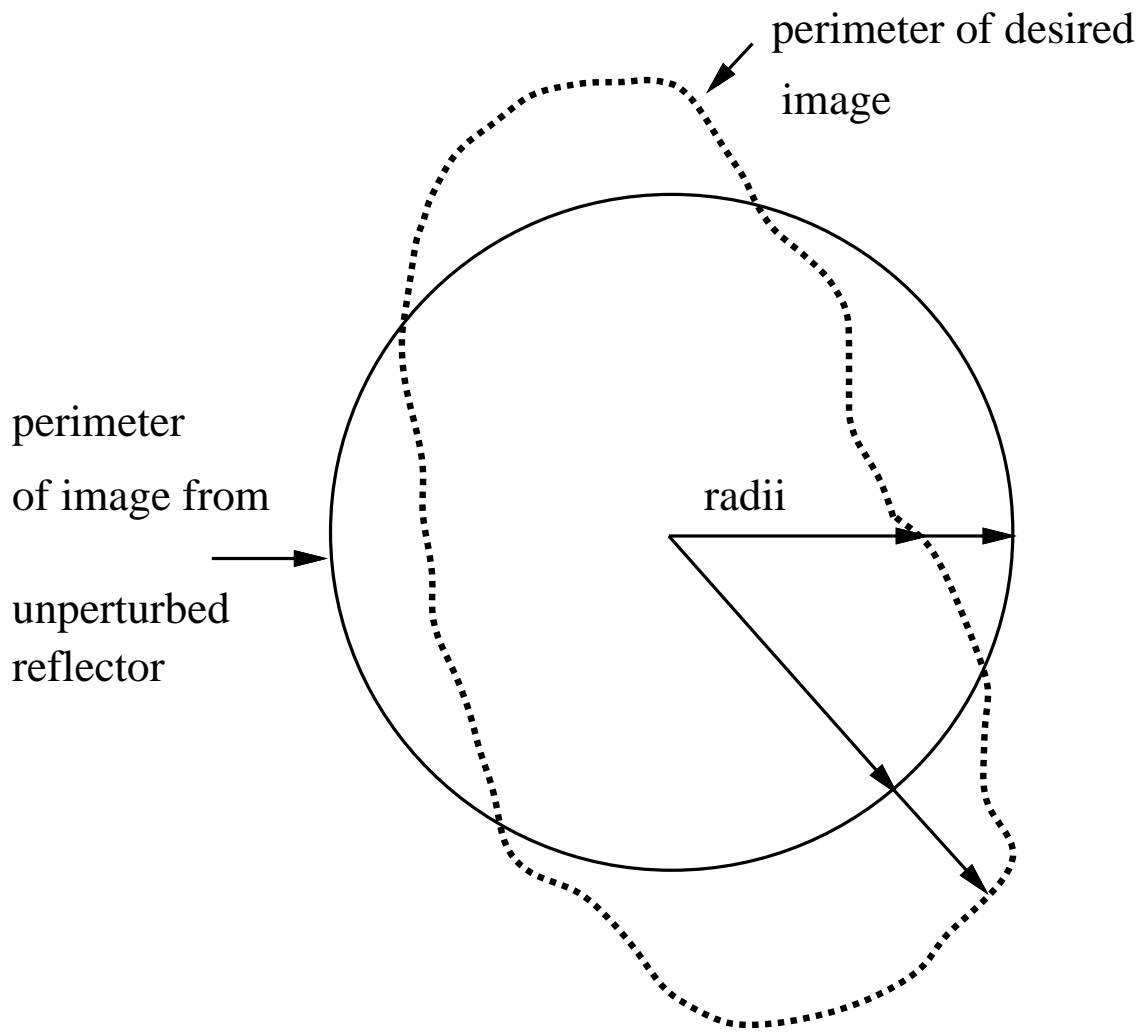 perimeter of desired
image
perimeter
of image from
radii
unperturbed
reflector